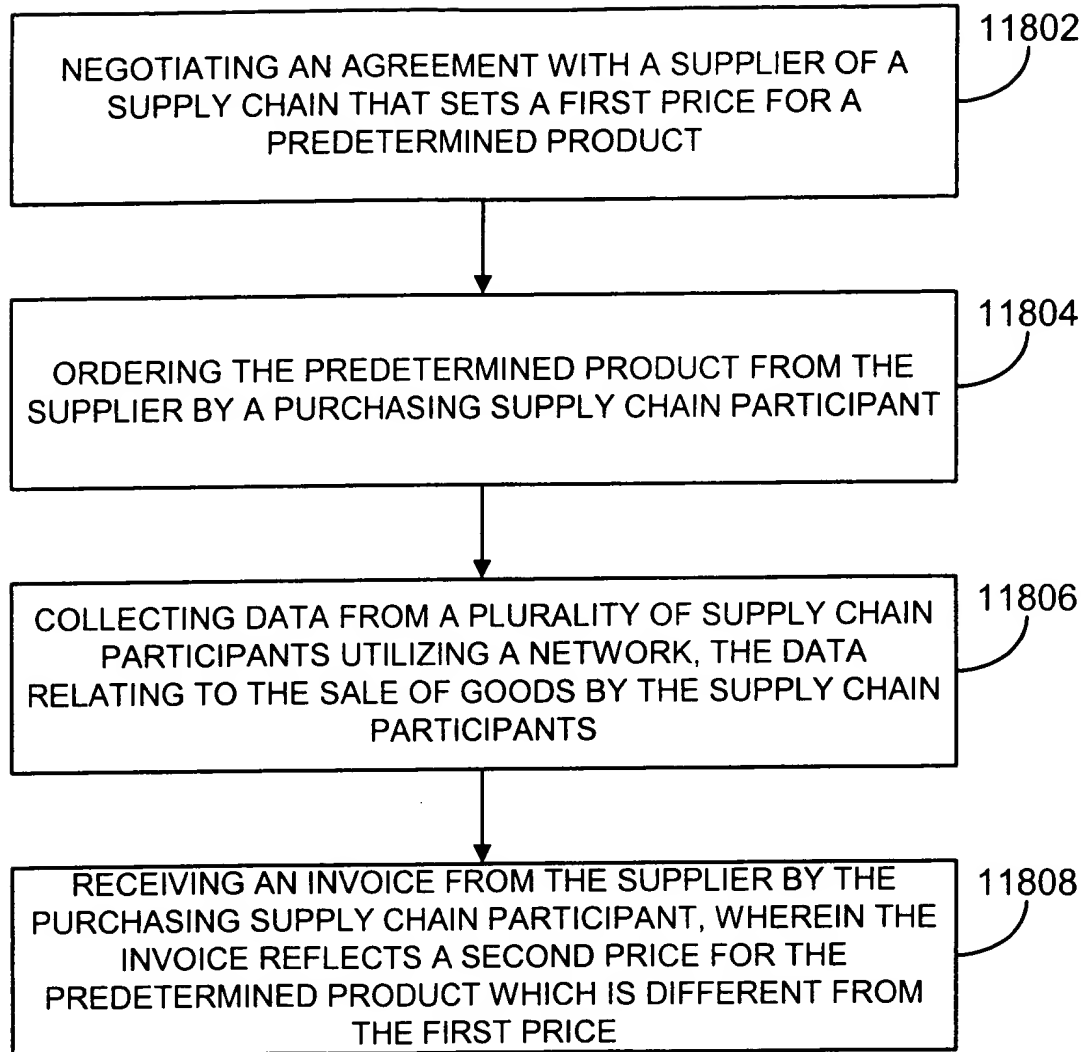 11802
NEGOTIATING AN AGREEMENT WITH A SUPPLIER OF A
SUPPLY CHAIN THAT SETS A FIRST PRICE FOR A
PREDETERMINED PRODUCT
11804
ORDERING THE PREDETERMINED PRODUCT FROM THE
SUPPLIER BY A PURCHASING SUPPLY CHAIN PARTICIPANT
11806
COLLECTING DATA FROM A PLURALITY OF SUPPLY CHAIN
PARTICIPANTS UTILIZING A NETWORK, THE DATA
RELATING TO THE SALE OF GOODS BY THE SUPPLY CHAIN
PARTICIPANTS
11808
RECEIVING AN INVOICE FROM THE SUPPLIER BY THE
PURCHASING SUPPLY CHAIN PARTICIPANT, WHEREIN THE
INVOICE REFLECTS A SECOND PRICE FOR THE
PREDETERMINED PRODUCT WHICH IS DIFFERENT FROM
THE FIRST PRICE